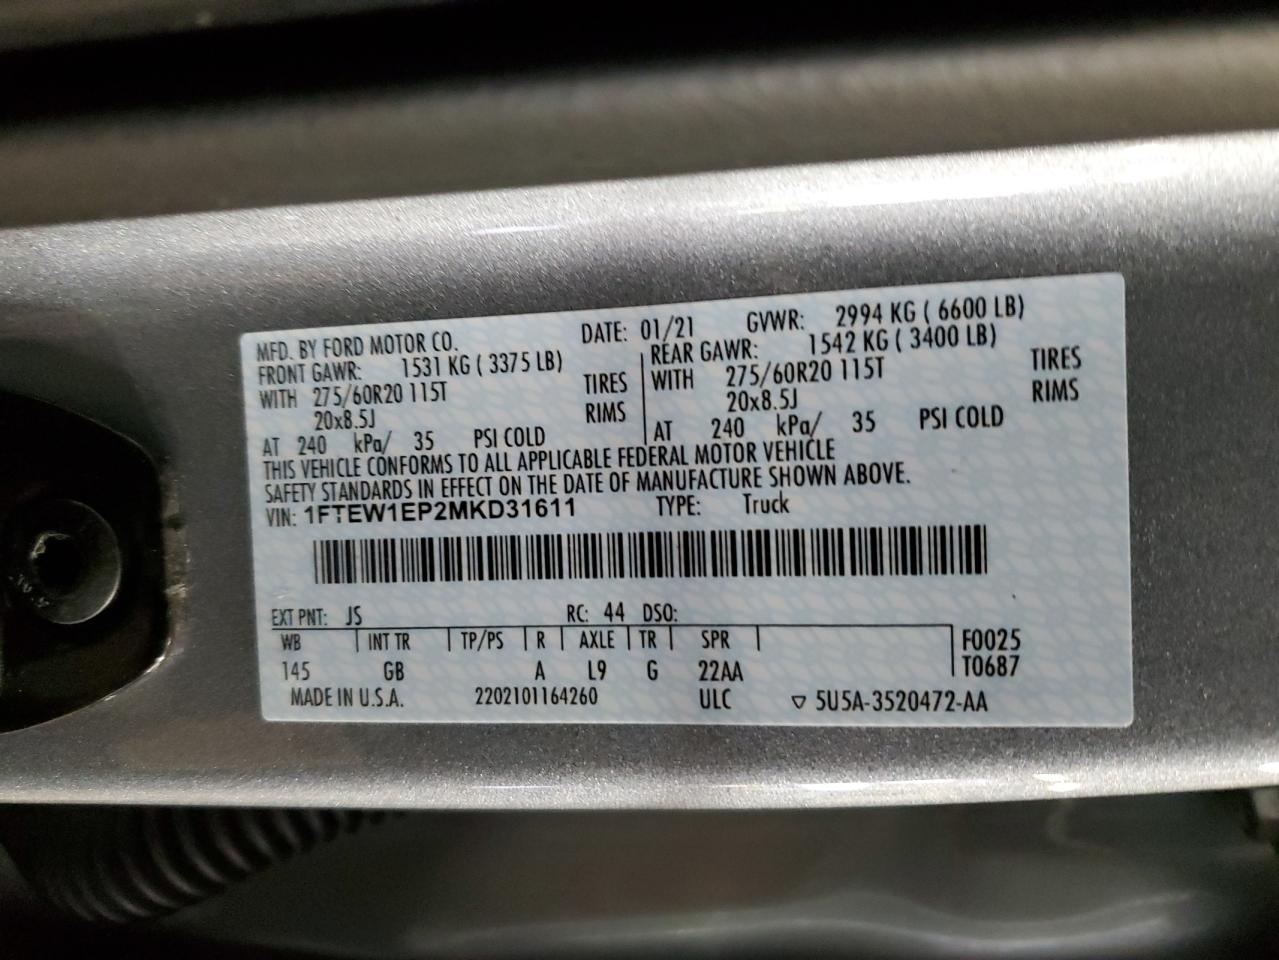 MFD. BY FORD MOTOR CO. DATE: 01/21 GVWR: 2994 KG ( 6600 LB)
FRONT GAWR: 1531 KG ( 3375 LB) REAR GAWR: 1542 KG ( 3400 LB)
WITH 275/60R20 115T TIRES WITH 275/60R20 115T TIRES
20x8.5J RIMS 20x8.5J RIMS
AT 240 kPa/ 35 PSI COLD AT 240 kPa/ 35 PSI COLD
THIS VEHICLE CONFORMS TO ALL APPLICABLE FEDERAL MOTOR VEHICLE
SAFETY STANDARDS IN EFFECT ON THE DATE OF MANUFACTURE SHOWN ABOVE.
VIN: 1FTEW1EP2MKD31611 TYPE: Truck
EXT PNT: JS RC: 44 DSO:
WB INT TR TP/PS R AXLE TR SPR F0025
145 GB A L9 G 22AA T0687
MADE IN U.S.A. 2202101164260 ULC ▽ 5U5A-3520472-AA